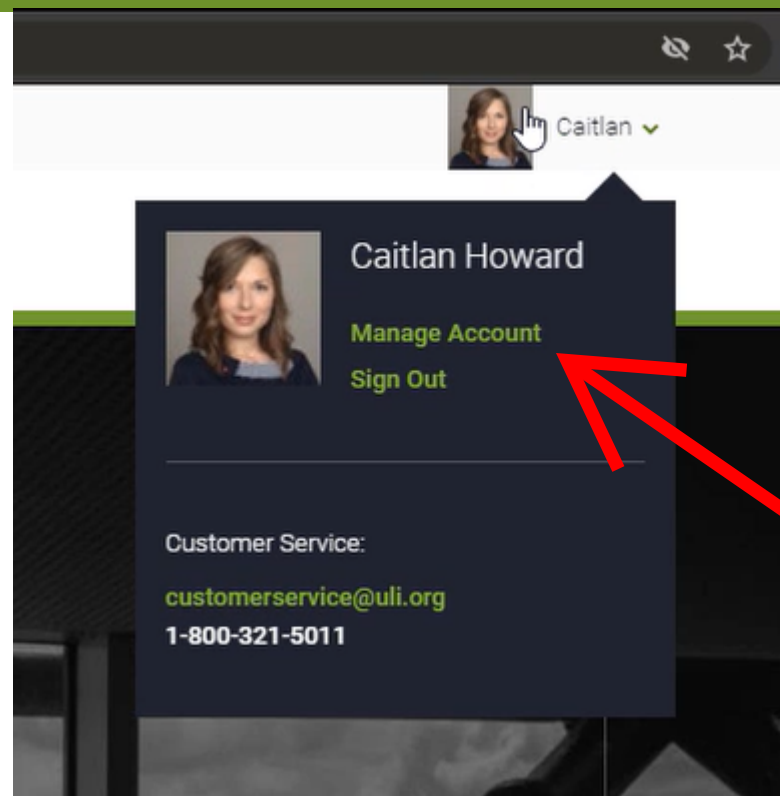 Caitlan
Caitlan Howard
Manage Account
Sign Out
Customer Service:
customerservice@uli.org
1-800-321-5011